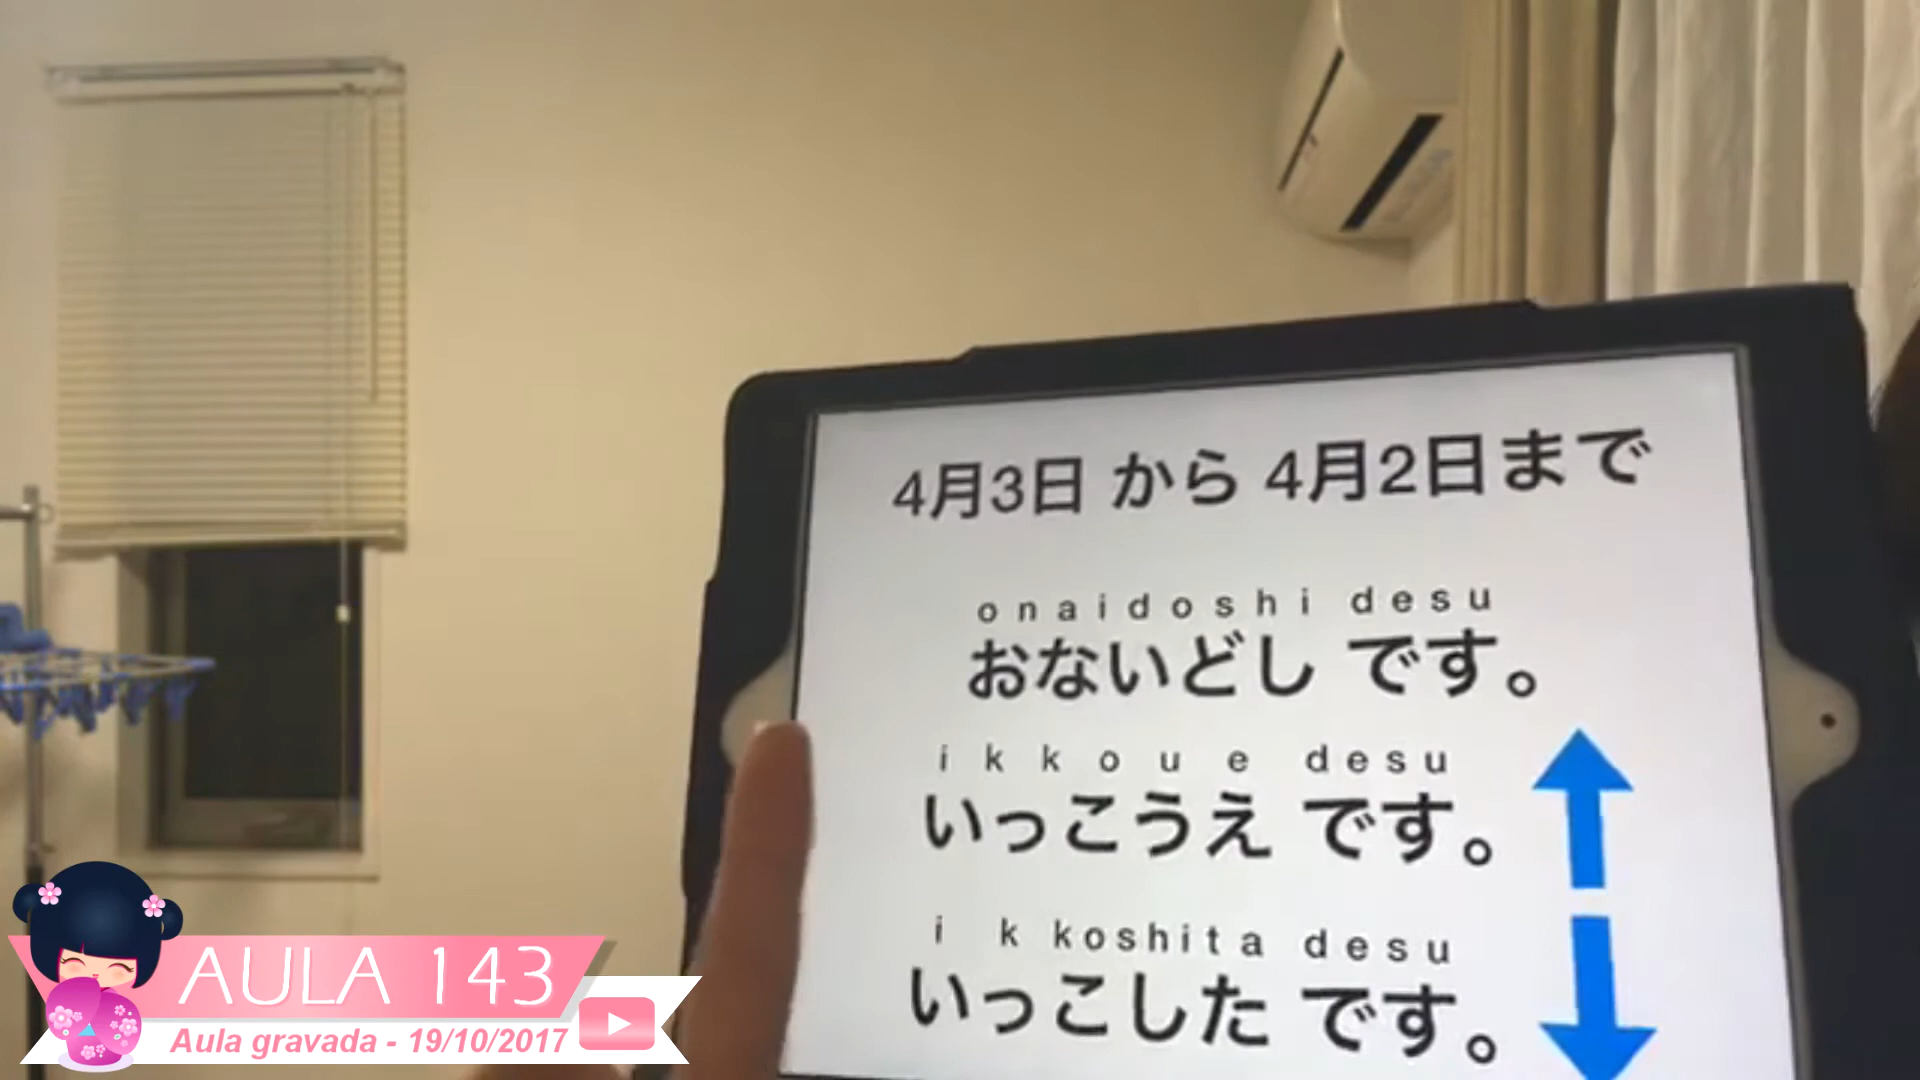 4月3日 から 4月2日まで
onaidoshi desu
おないどし です。
ikkoue desu
いっこうえ です。
ikkoshita desu
いっこした です。
AULA 143
Aula gravada - 19/10/2017